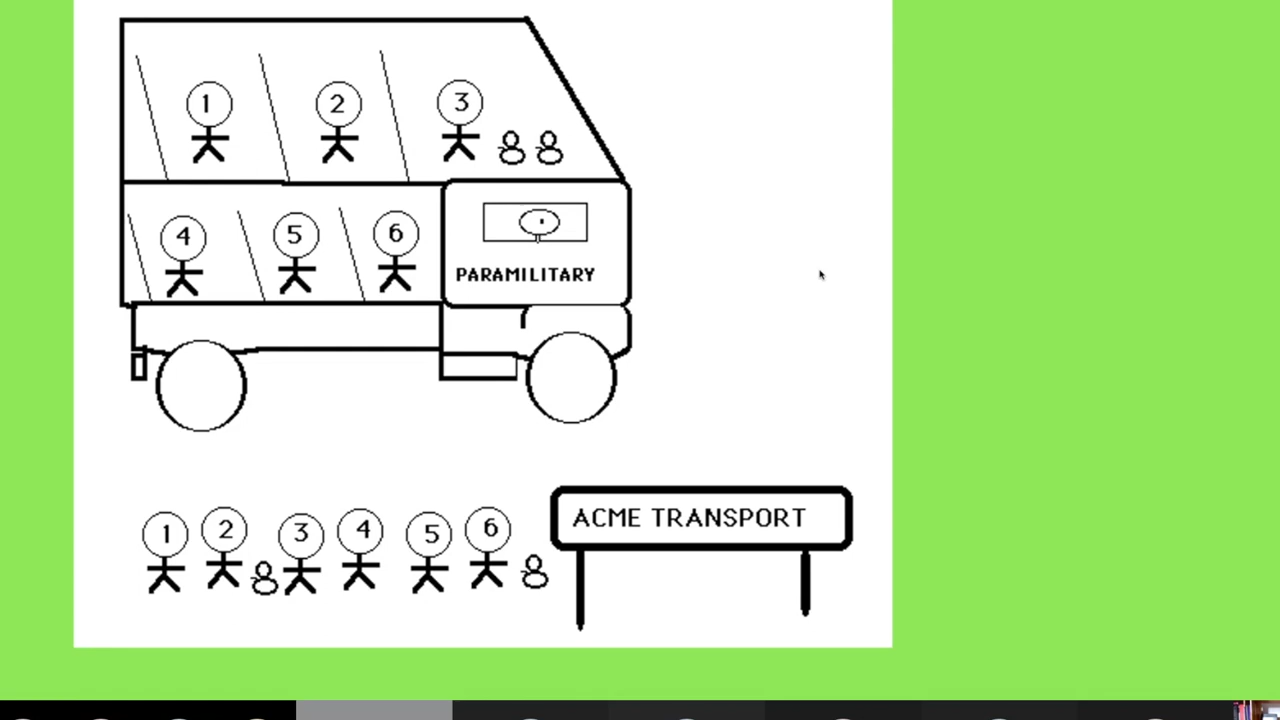 1 2 3
4 5 6
PARAMILITARY
1 2 3 4 5 6
ACME TRANSPORT